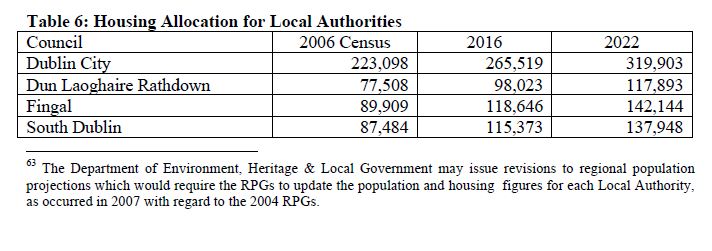 Table 6: Housing Allocation for Local Authorities
Council 2006 Census 2016 2022
Dublin City 223,098 265,519 319,903
Dun Laoghaire Rathdown 77,508 98,023 117,893
Fingal 89,909 118,646 142,144
South Dublin 87,484 115,373 137,948
63 The Department of Environment, Heritage & Local Government may issue revisions to regional population
projections which would require the RPGs to update the population and housing figures for each Local Authority,
as occurred in 2007 with regard to the 2004 RPGs.